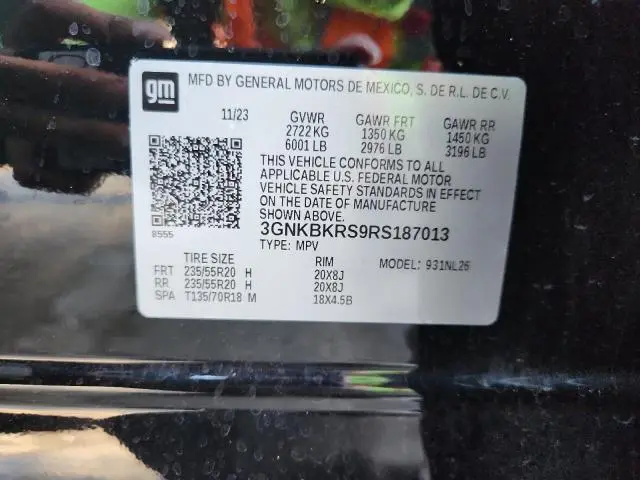 gm
MFD BY GENERAL MOTORS DE MEXICO, S. DE R.L. DE C.V.
11/23 GVWR GAWR FRT GAWR RR
2722 KG 1350 KG 1450 KG
6001 LB 2976 LB 3196 LB
THIS VEHICLE CONFORMS TO ALL
APPLICABLE U.S. FEDERAL MOTOR
VEHICLE SAFETY STANDARDS IN EFFECT
ON THE DATE OF MANUFACTURE
SHOWN ABOVE.
8555 3GNKBKRS9RS187013
TYPE: MPV
TIRE SIZE RIM MODEL: 931NL26
FRT 235/55R20 H 20X8J
RR 235/55R20 H 20X8J
SPA T135/70R18 M 18X4.5B